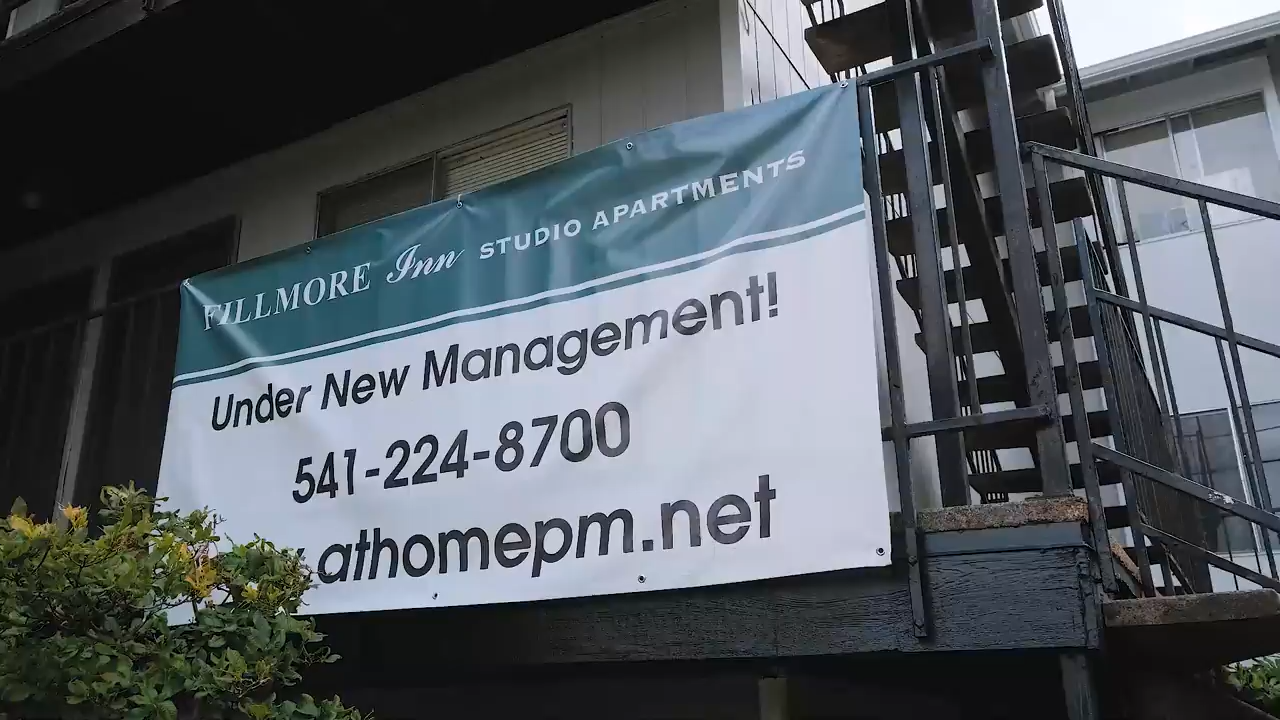 FILLMORE Inn STUDIO APARTMENTS
Under New Management!
541-224-8700
.athomepm.net